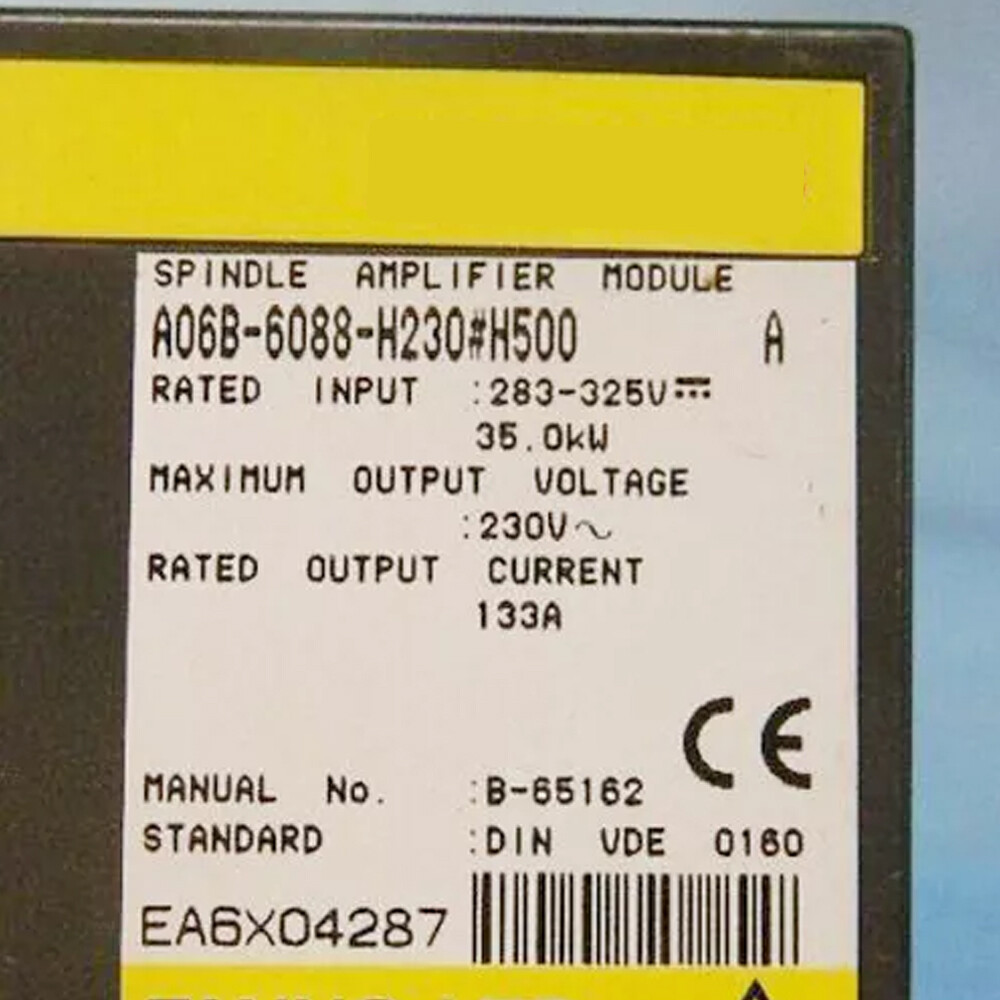 SPINDLE AMPLIFIER MODULE
A06B-6088-H230#H500 A
RATED INPUT :283-325V⎓
35.0kW
MAXIMUM OUTPUT VOLTAGE
:230V~
RATED OUTPUT CURRENT
133A
CE
MANUAL No. :B-65162
STANDARD :DIN VDE 0160
EA6X04287